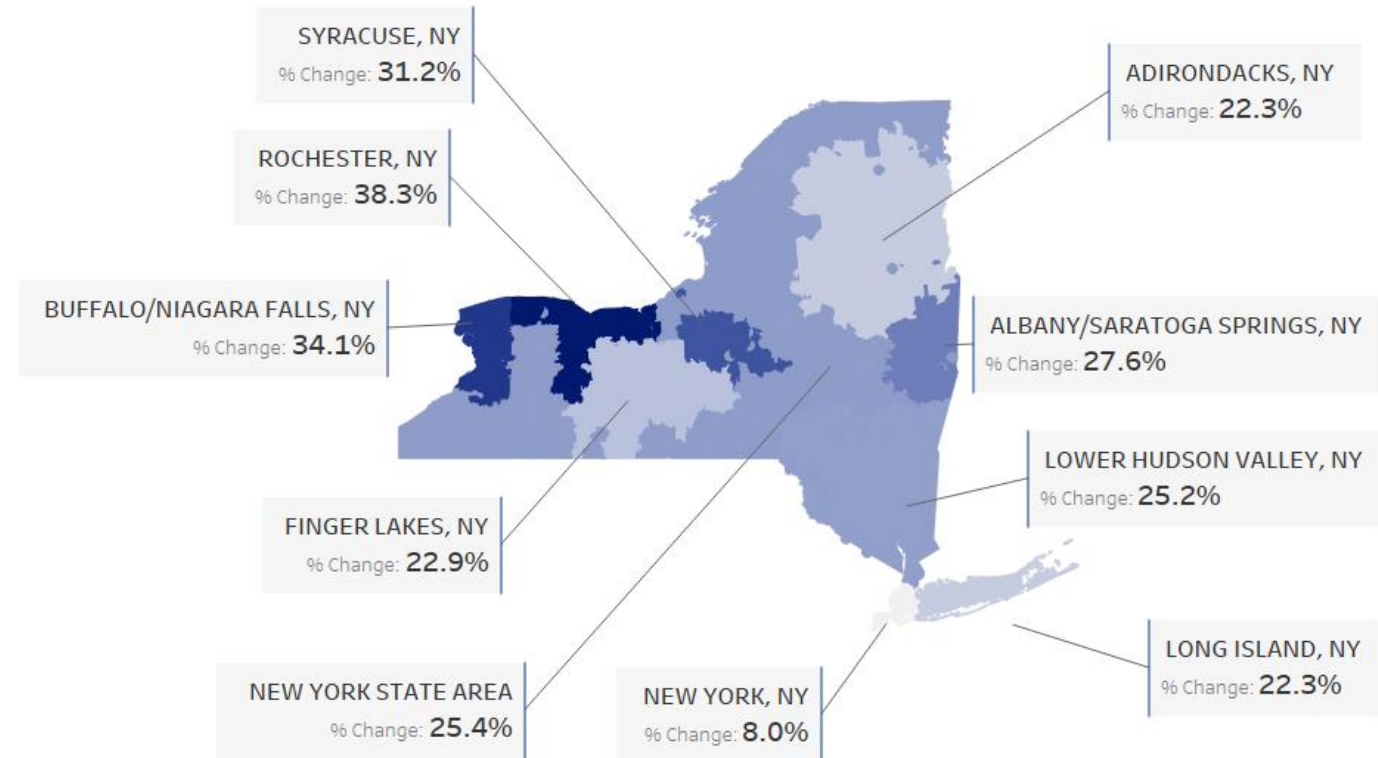 SYRACUSE, NY
% Change: 31.2%
ADIRONDACKS, NY
% Change: 22.3%
ROCHESTER, NY
% Change: 38.3%
BUFFALO/NIAGARA FALLS, NY
% Change: 34.1%
ALBANY/SARATOGA SPRINGS, NY
% Change: 27.6%
LOWER HUDSON VALLEY, NY
% Change: 25.2%
FINGER LAKES, NY
% Change: 22.9%
LONG ISLAND, NY
% Change: 22.3%
NEW YORK STATE AREA
% Change: 25.4%
NEW YORK, NY
% Change: 8.0%